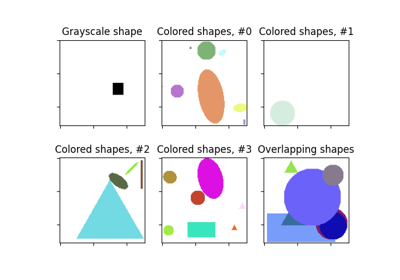 Grayscale shape
Colored shapes, #0
Colored shapes, #1
Colored shapes, #2
Colored shapes, #3
Overlapping shapes